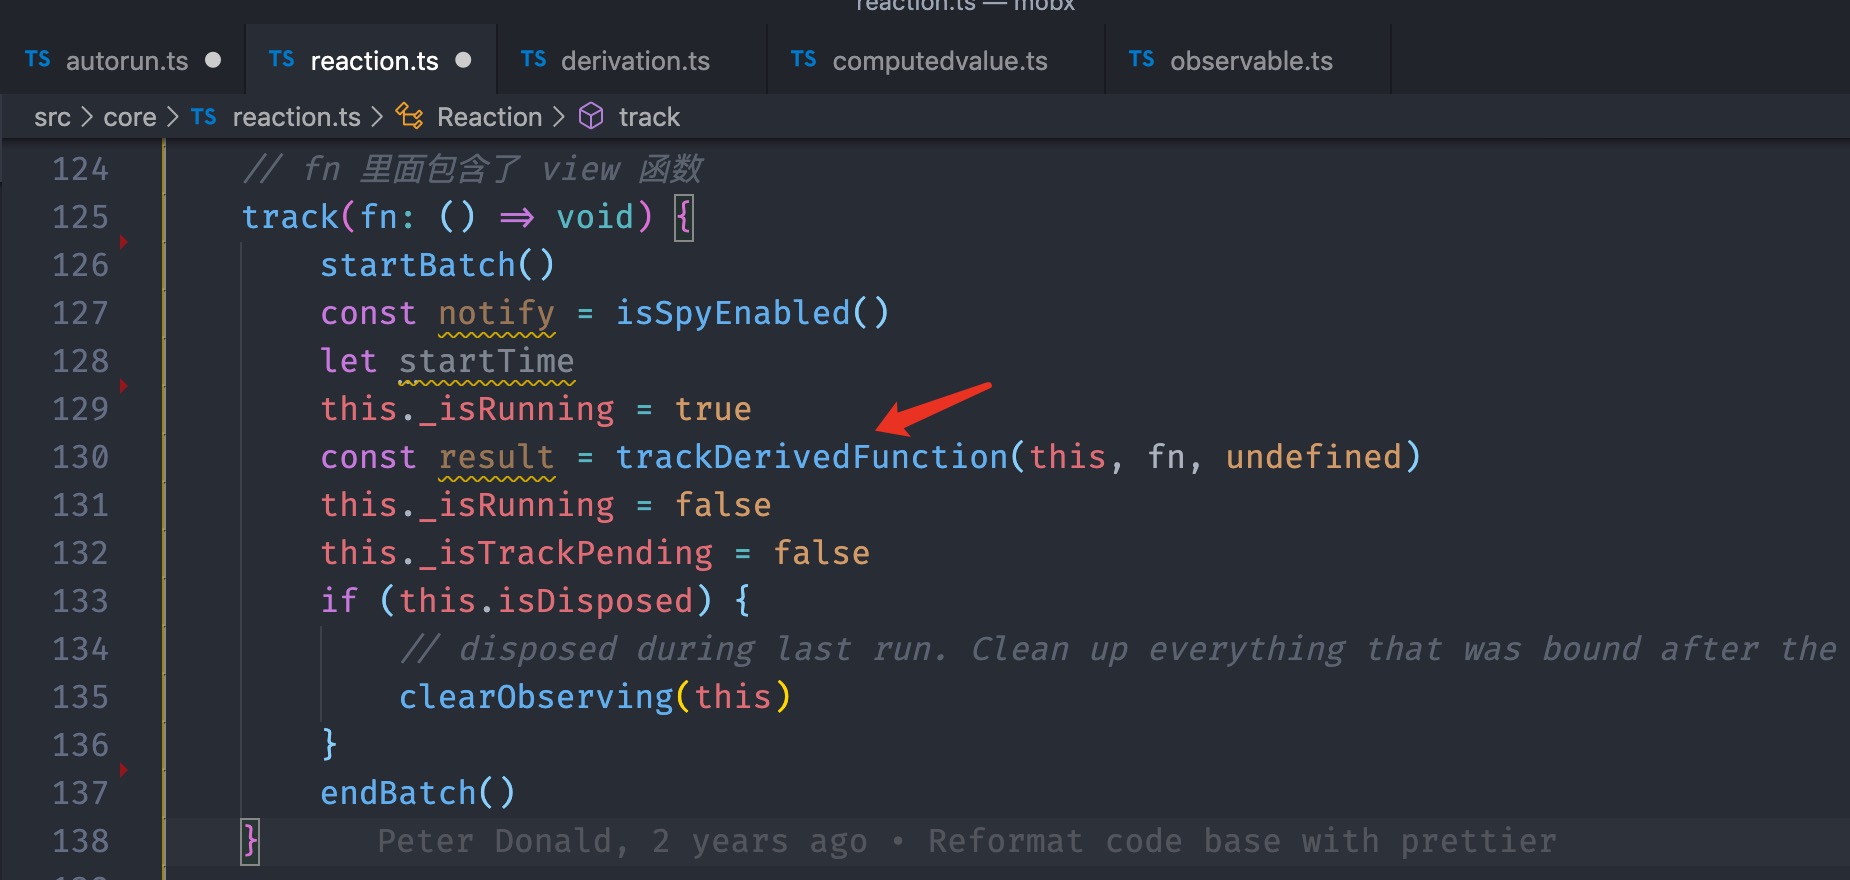 reaction.ts — mobx
TS autorun.ts ● TS reaction.ts ● TS derivation.ts TS computedvalue.ts TS observable.ts
src > core > TS reaction.ts > Reaction > track
124 // fn 里面包含了 view 函数
125 track(fn: () => void) {
126 startBatch()
127 const notify = isSpyEnabled()
128 let startTime
129 this._isRunning = true
130 const result = trackDerivedFunction(this, fn, undefined)
131 this._isRunning = false
132 this._isTrackPending = false
133 if (this.isDisposed) {
134 // disposed during last run. Clean up everything that was bound after the
135 clearObserving(this)
136 }
137 endBatch()
138 } Peter Donald, 2 years ago • Reformat code base with prettier